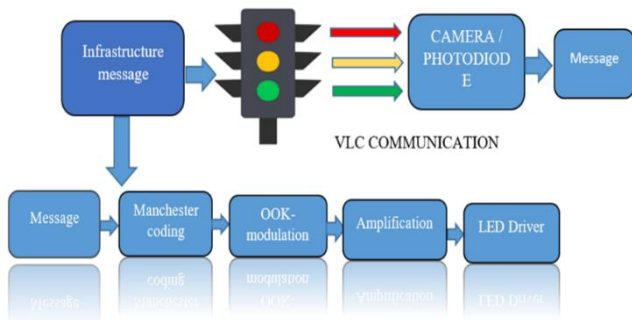 Infrastructure
message
CAMERA /
PHOTODIOD
E
Message
VLC COMMUNICATION
Message
Manchester
coding
OOK-
modulation
Amplification
LED Driver